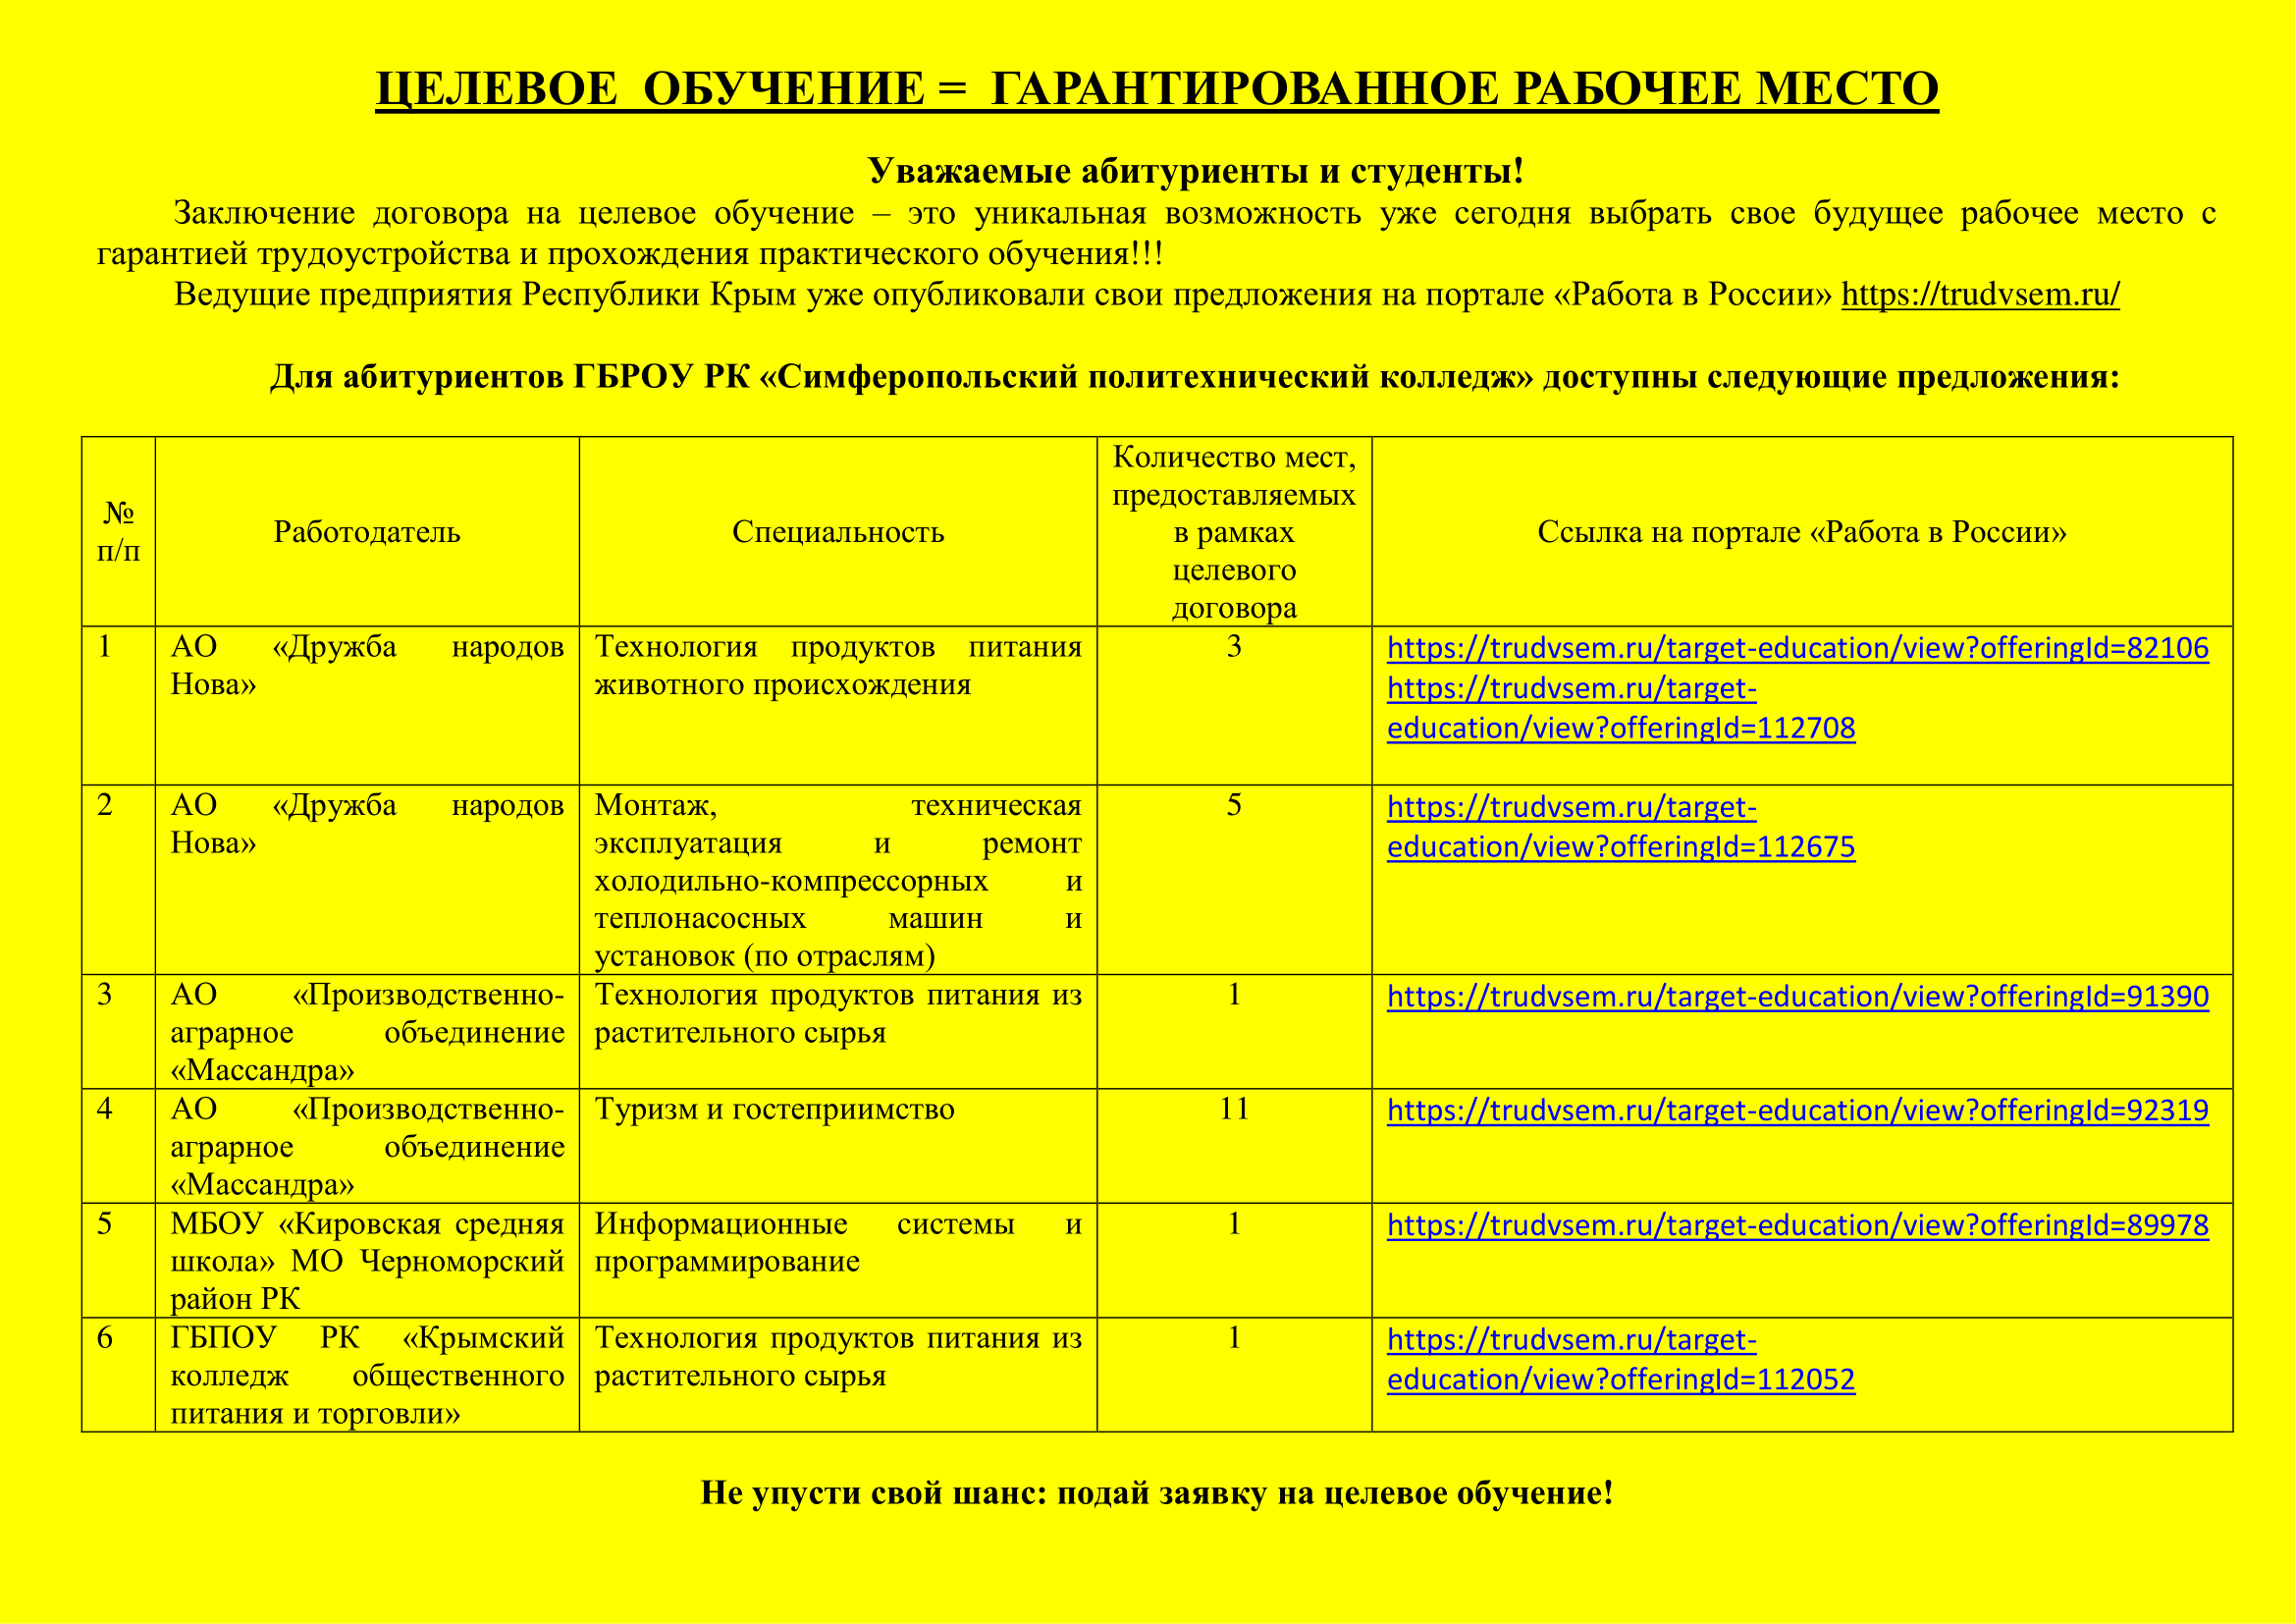 ЦЕЛЕВОЕ ОБУЧЕНИЕ = ГАРАНТИРОВАННОЕ РАБОЧЕЕ МЕСТО
Уважаемые абитуриенты и студенты!
Заключение договора на целевое обучение – это уникальная возможность уже сегодня выбрать свое будущее рабочее место с
гарантией трудоустройства и прохождения практического обучения!!!
Ведущие предприятия Республики Крым уже опубликовали свои предложения на портале «Работа в России» https://trudvsem.ru/
Для абитуриентов ГБРОУ РК «Симферопольский политехнический колледж» доступны следующие предложения:
№
п/п
Работодатель
Специальность
Количество мест,
предоставляемых
в рамках
целевого
договора
Ссылка на портале «Работа в России»
1
АО «Дружба народов
Нова»
Технология продуктов питания
животного происхождения
3
https://trudvsem.ru/target-education/view?offeringId=82106
https://trudvsem.ru/target-
education/view?offeringId=112708
2
АО «Дружба народов
Нова»
Монтаж, техническая
эксплуатация и ремонт
холодильно-компрессорных и
теплонасосных машин и
установок (по отраслям)
5
https://trudvsem.ru/target-
education/view?offeringId=112675
3
АО «Производственно-
аграрное объединение
«Массандра»
Технология продуктов питания из
растительного сырья
1
https://trudvsem.ru/target-education/view?offeringId=91390
4
АО «Производственно-
аграрное объединение
«Массандра»
Туризм и гостеприимство
11
https://trudvsem.ru/target-education/view?offeringId=92319
5
МБОУ «Кировская средняя
школа» МО Черноморский
район РК
Информационные системы и
программирование
1
https://trudvsem.ru/target-education/view?offeringId=89978
6
ГБПОУ РК «Крымский
колледж общественного
питания и торговли»
Технология продуктов питания из
растительного сырья
1
https://trudvsem.ru/target-
education/view?offeringId=112052
Не упусти свой шанс: подай заявку на целевое обучение!